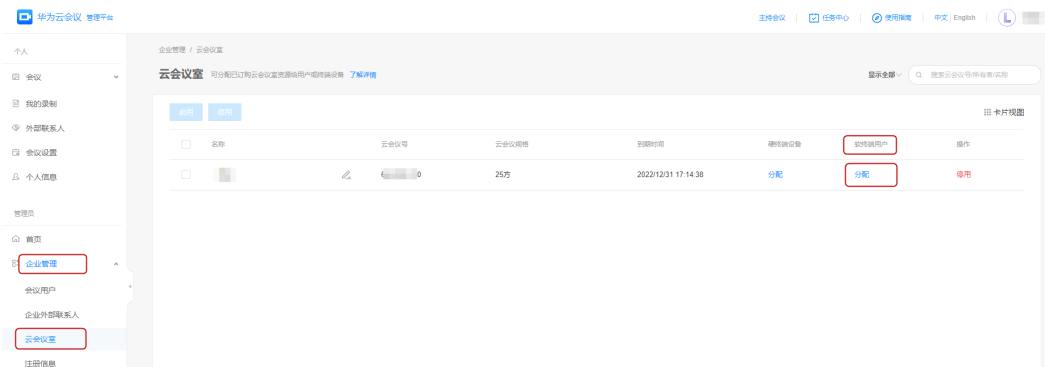 华为云会议 管理平台
主持会议 任务中心 使用指南 中文 | English L
个人
会议
我的录制
外部联系人
会议设置
个人信息
管理员
首页
企业管理
会议用户
企业外部联系人
云会议室
注册信息
企业管理 / 云会议室
云会议室 可分配已订购云会议室资源给用户或终端设备 了解详情
显示全部 搜索云会议号/所有者/名称
启用 停用 卡片视图
名称 云会议号 云会议规格 到期时间 硬终端设备 软终端用户 操作
25方 2022/12/31 17:14:38 分配 分配 停用